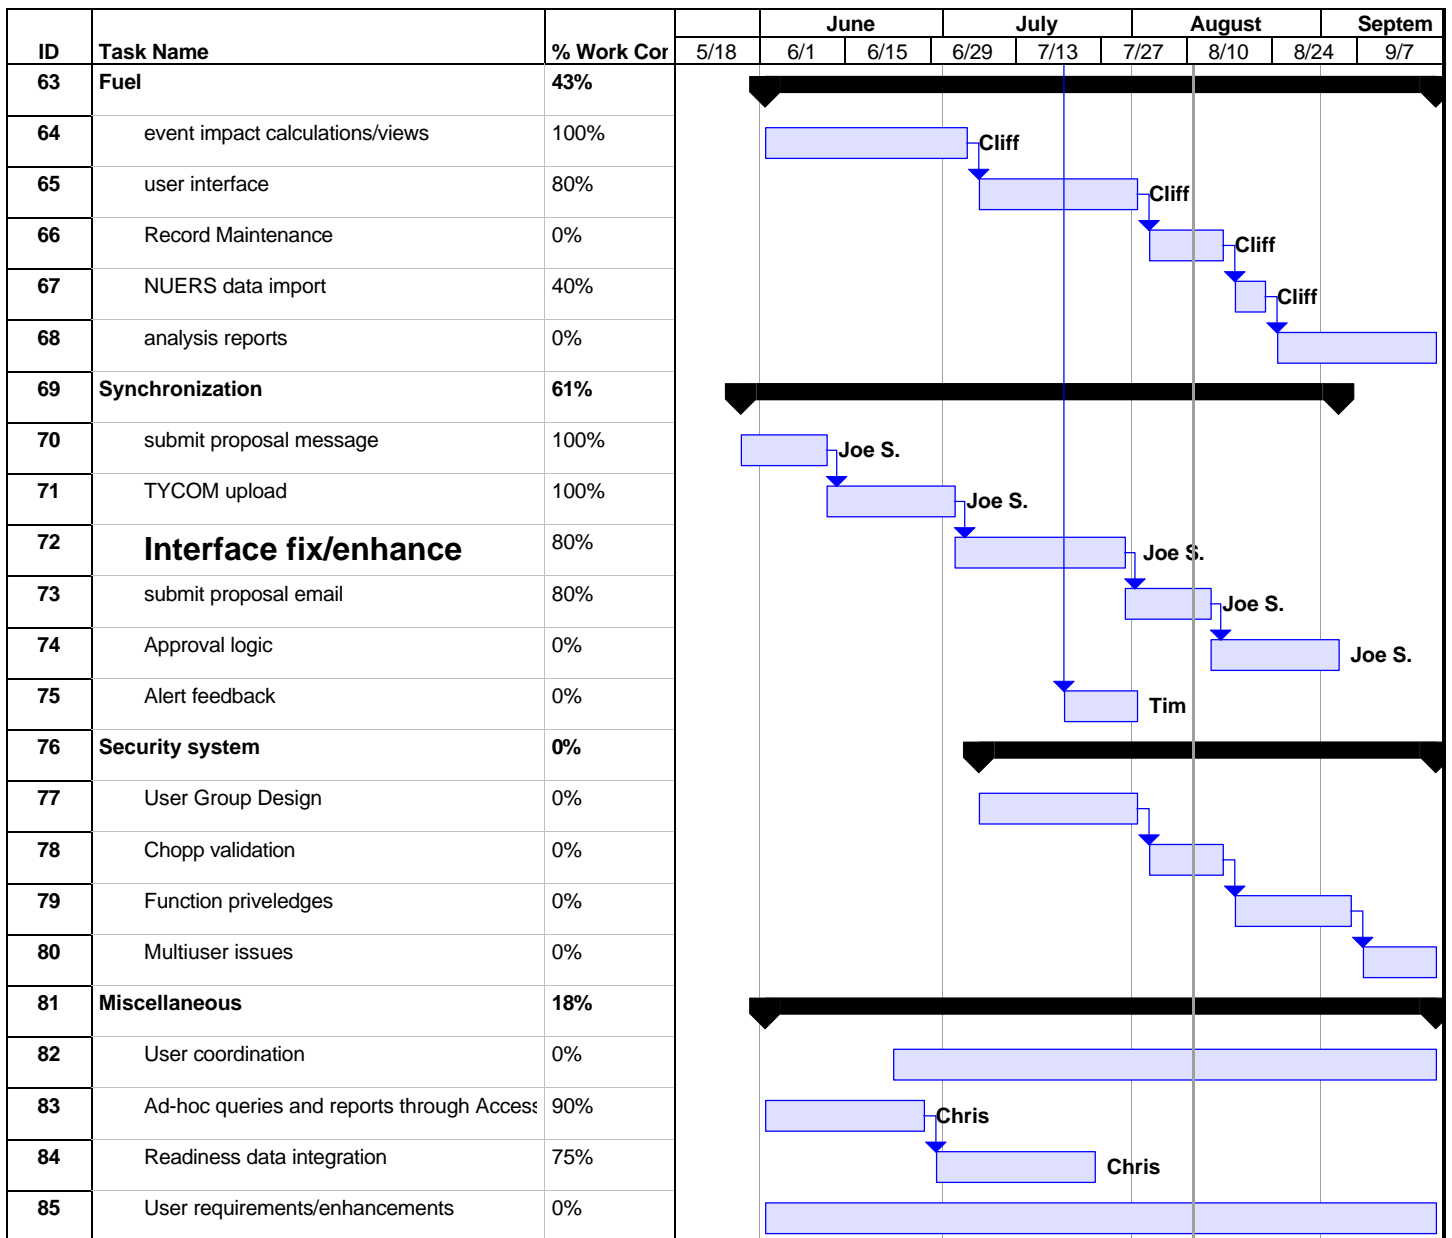 June July August Septem
ID Task Name % Work Cor 5/18 6/1 6/15 6/29 7/13 7/27 8/10 8/24 9/7
63 Fuel 43%
64 event impact calculations/views 100% Cliff
65 user interface 80% Cliff
66 Record Maintenance 0% Cliff
67 NUERS data import 40% Cliff
68 analysis reports 0%
69 Synchronization 61%
70 submit proposal message 100% Joe S.
71 TYCOM upload 100% Joe S.
72 Interface fix/enhance 80% Joe S.
73 submit proposal email 80% Joe S.
74 Approval logic 0% Joe S.
75 Alert feedback 0% Tim
76 Security system 0%
77 User Group Design 0%
78 Chopp validation 0%
79 Function priveledges 0%
80 Multiuser issues 0%
81 Miscellaneous 18%
82 User coordination 0%
83 Ad-hoc queries and reports through Access 90% Chris
84 Readiness data integration 75% Chris
85 User requirements/enhancements 0%